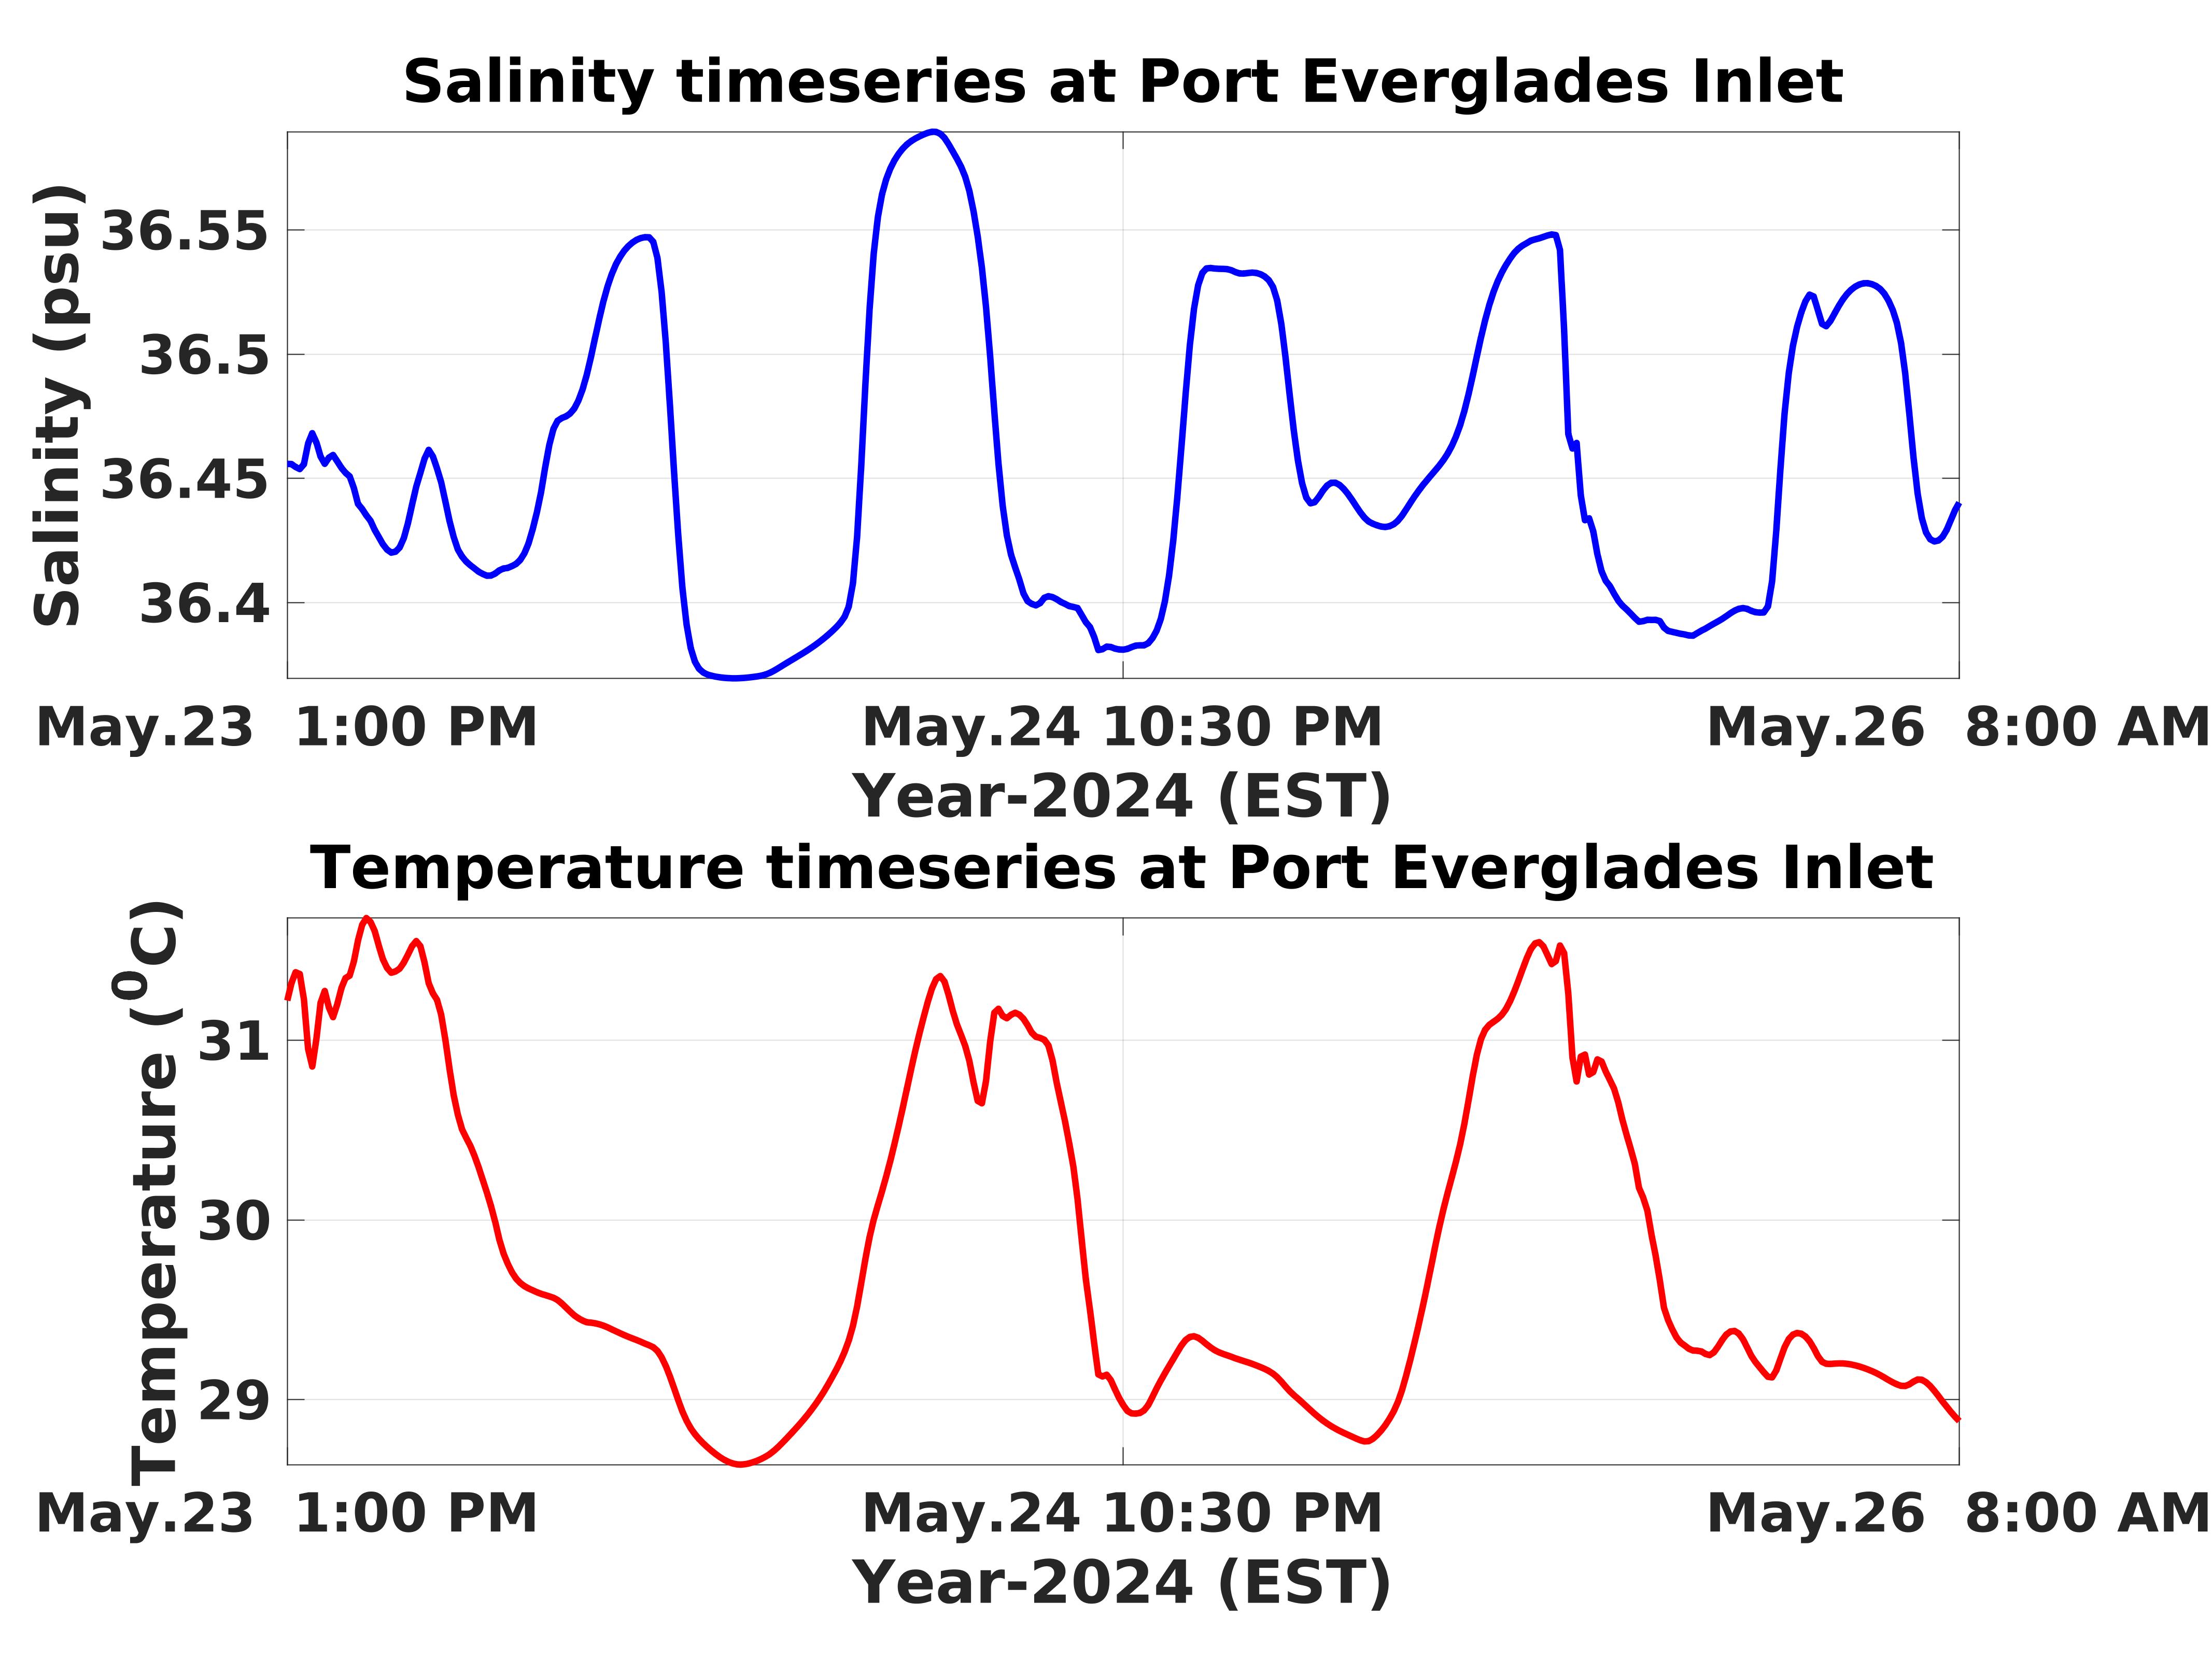 Salinity timeseries at Port Everglades Inlet
Salinity (psu)
36.55
36.5
36.45
36.4
May.23 1:00 PM
May.24 10:30 PM
May.26 8:00 AM
Year-2024 (EST)
Temperature timeseries at Port Everglades Inlet
Temperature (⁰C)
31
30
29
May.23 1:00 PM
May.24 10:30 PM
May.26 8:00 AM
Year-2024 (EST)